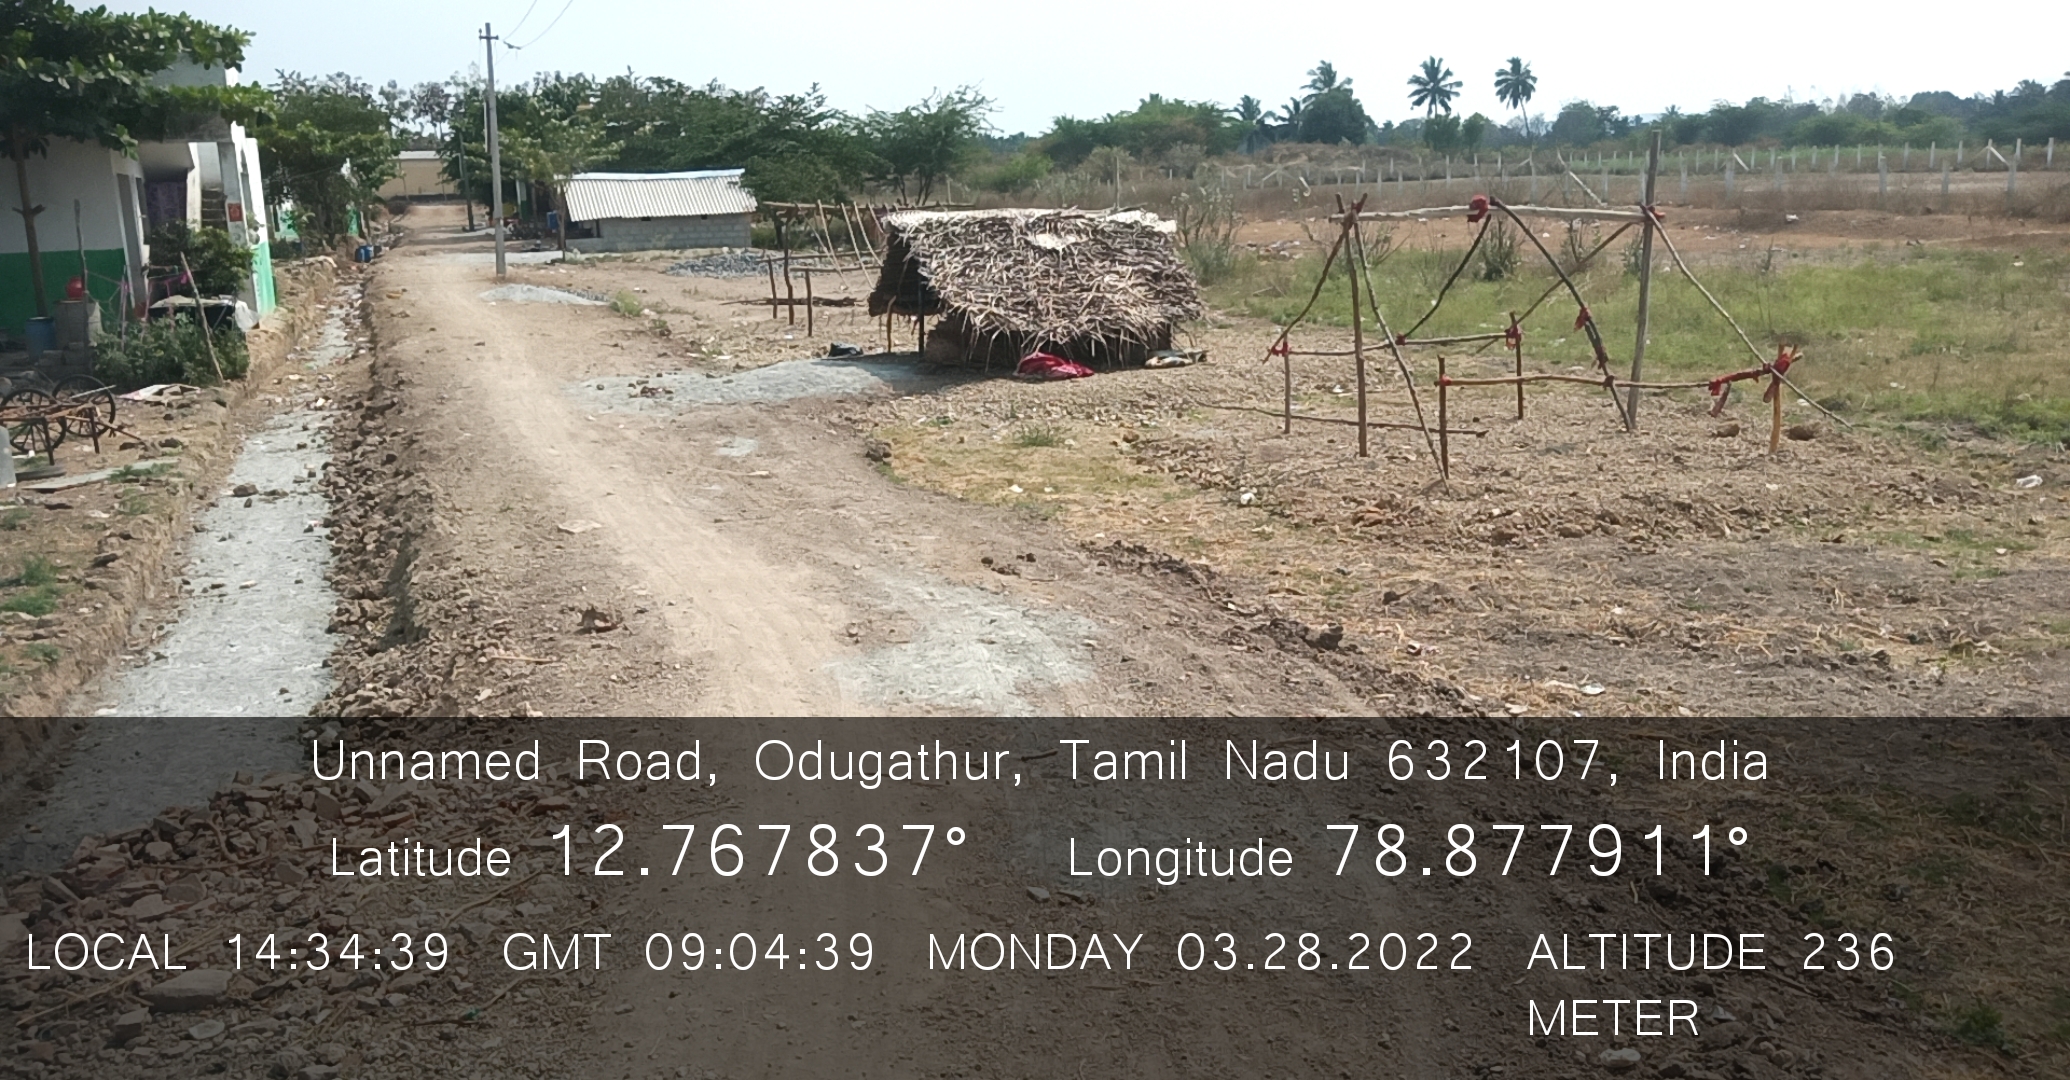 Unnamed Road, Odugathur, Tamil Nadu 632107, India
Latitude 12.767837° Longitude 78.877911°
LOCAL 14:34:39 GMT 09:04:39 MONDAY 03.28.2022 ALTITUDE 236
METER